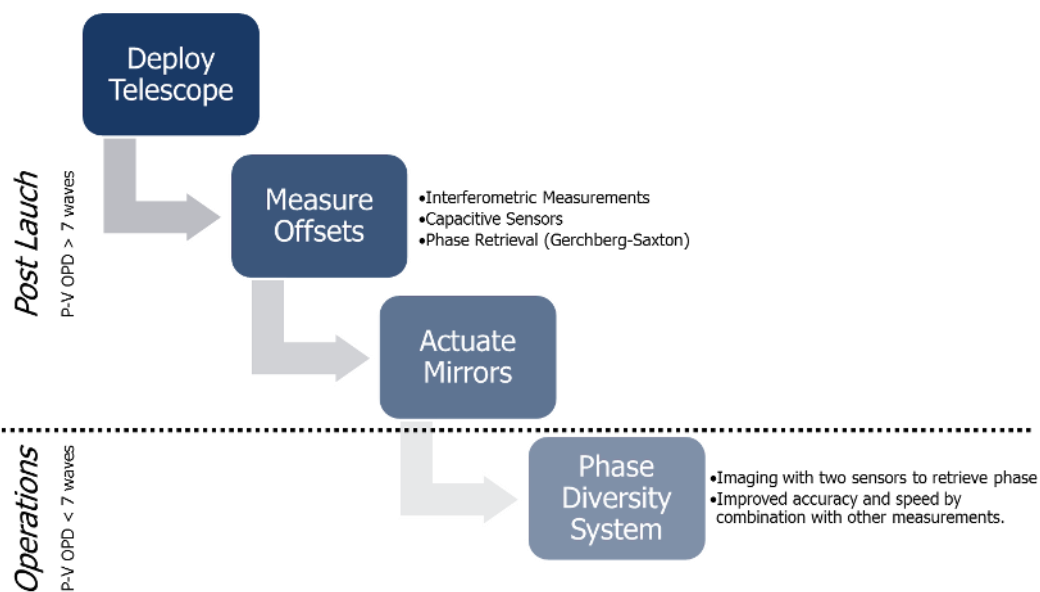 Deploy
Telescope
Post Lauch
P-V OPD > 7 waves
Measure
Offsets
•Interferometric Measurements
•Capacitive Sensors
•Phase Retrieval (Gerchberg-Saxton)
Actuate
Mirrors
Operations
P-V OPD < 7 waves
Phase
Diversity
System
•Imaging with two sensors to retrieve phase
•Improved accuracy and speed by
combination with other measurements.